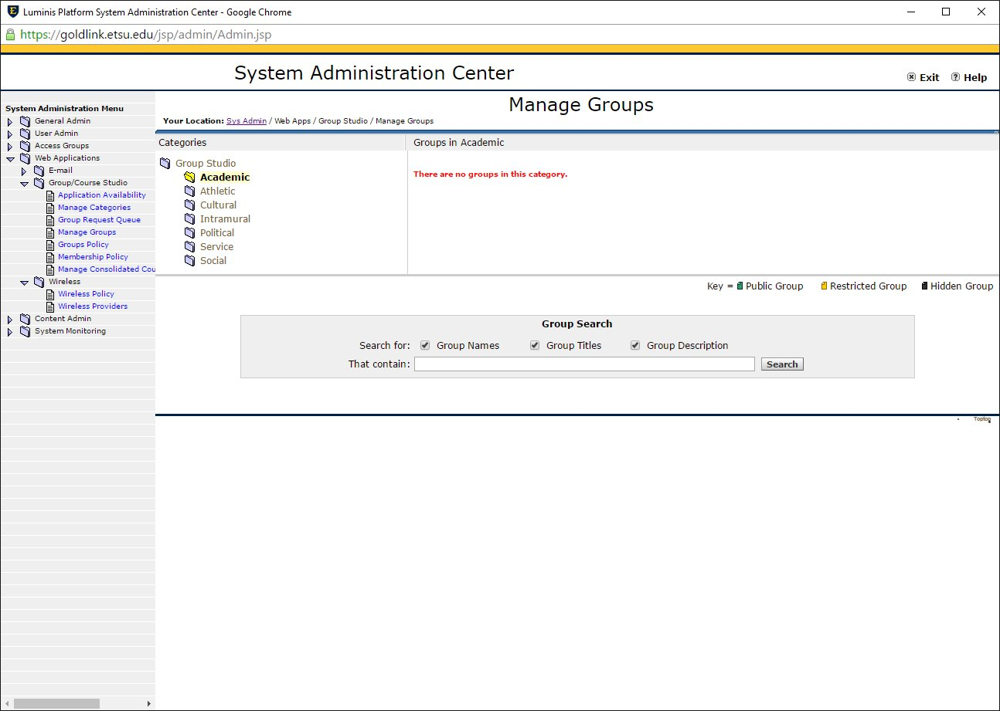 Luminis Platform System Administration Center - Google Chrome
https://goldlink.etsu.edu/jsp/admin/Admin.jsp
System Administration Center
Exit Help
System Administration Menu
General Admin
User Admin
Access Groups
Web Applications
E-mail
Group/Course Studio
Application Availability
Manage Categories
Group Request Queue
Manage Groups
Groups Policy
Membership Policy
Manage Consolidated Cou
Wireless
Wireless Policy
Wireless Providers
Content Admin
System Monitoring
Manage Groups
Your Location: Sys Admin / Web Apps / Group Studio / Manage Groups
Categories
Group Studio
Academic
Athletic
Cultural
Intramural
Political
Service
Social
Groups in Academic
There are no groups in this category.
Key = Public Group Restricted Group Hidden Group
Group Search
Search for: Group Names Group Titles Group Description
That contain: Search
Toptop